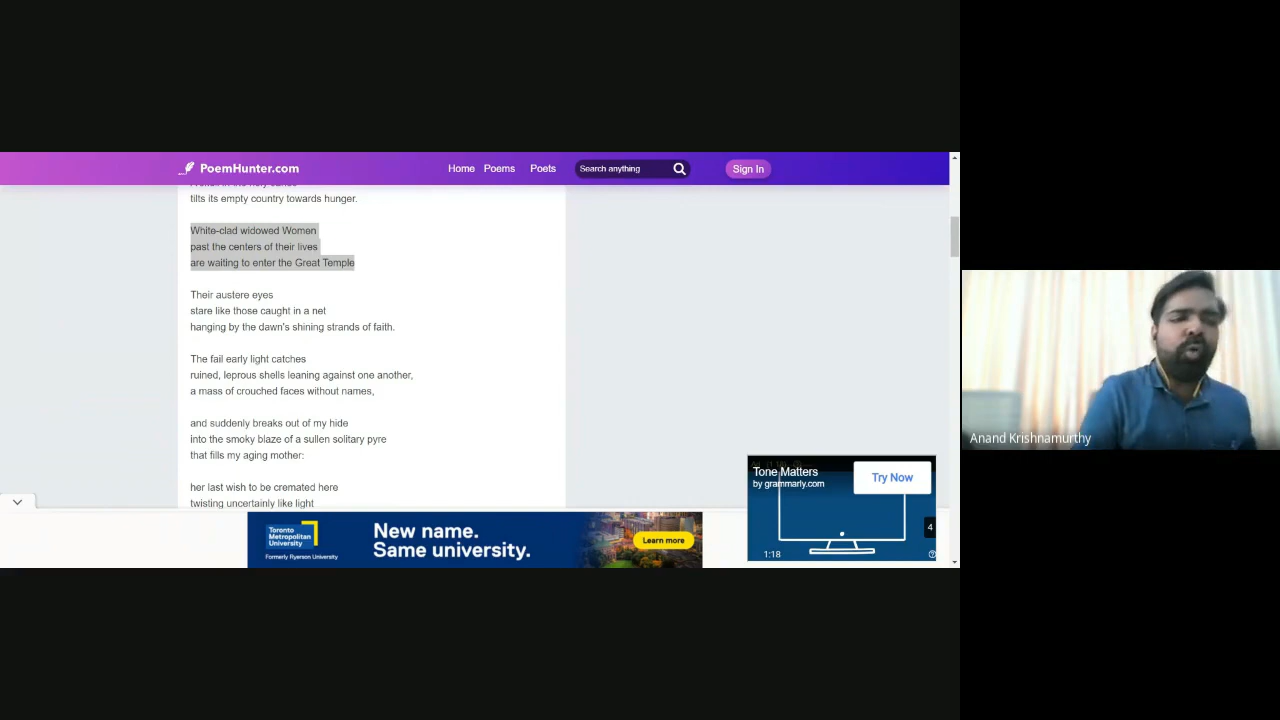 PoemHunter.com
Home Poems Poets Search anything Sign In
tilts its empty country towards hunger.
White-clad widowed Women
past the centers of their lives
are waiting to enter the Great Temple
Their austere eyes
stare like those caught in a net
hanging by the dawn's shining strands of faith.
The fail early light catches
ruined, leprous shells leaning against one another,
a mass of crouched faces without names,
and suddenly breaks out of my hide
into the smoky blaze of a sullen solitary pyre
that fills my aging mother:
her last wish to be cremated here
twisting uncertainly like light
Anand Krishnamurthy
Tone Matters
by grammarly.com
Try Now
4
1:18
Toronto
Metropolitan
University
Formerly Ryerson University
New name.
Same university.
Learn more